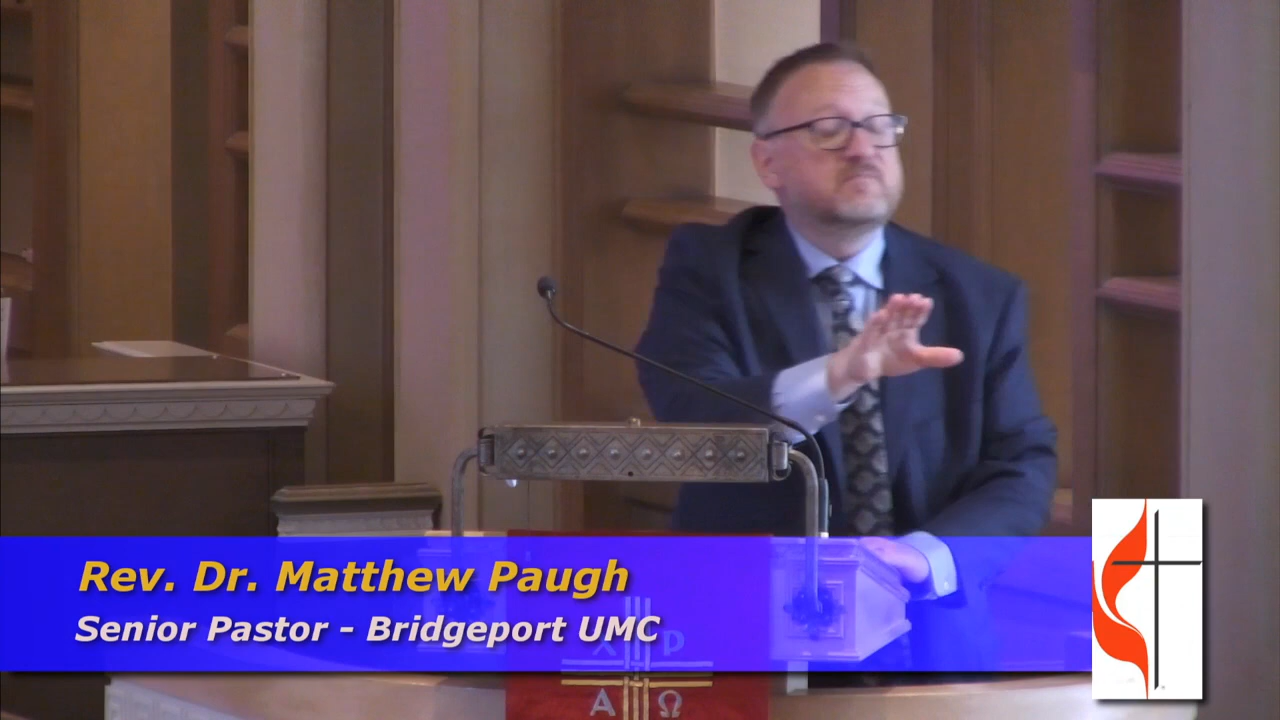 Rev. Dr. Matthew Paugh
Senior Pastor - Bridgeport UMC
X P
Α Ω